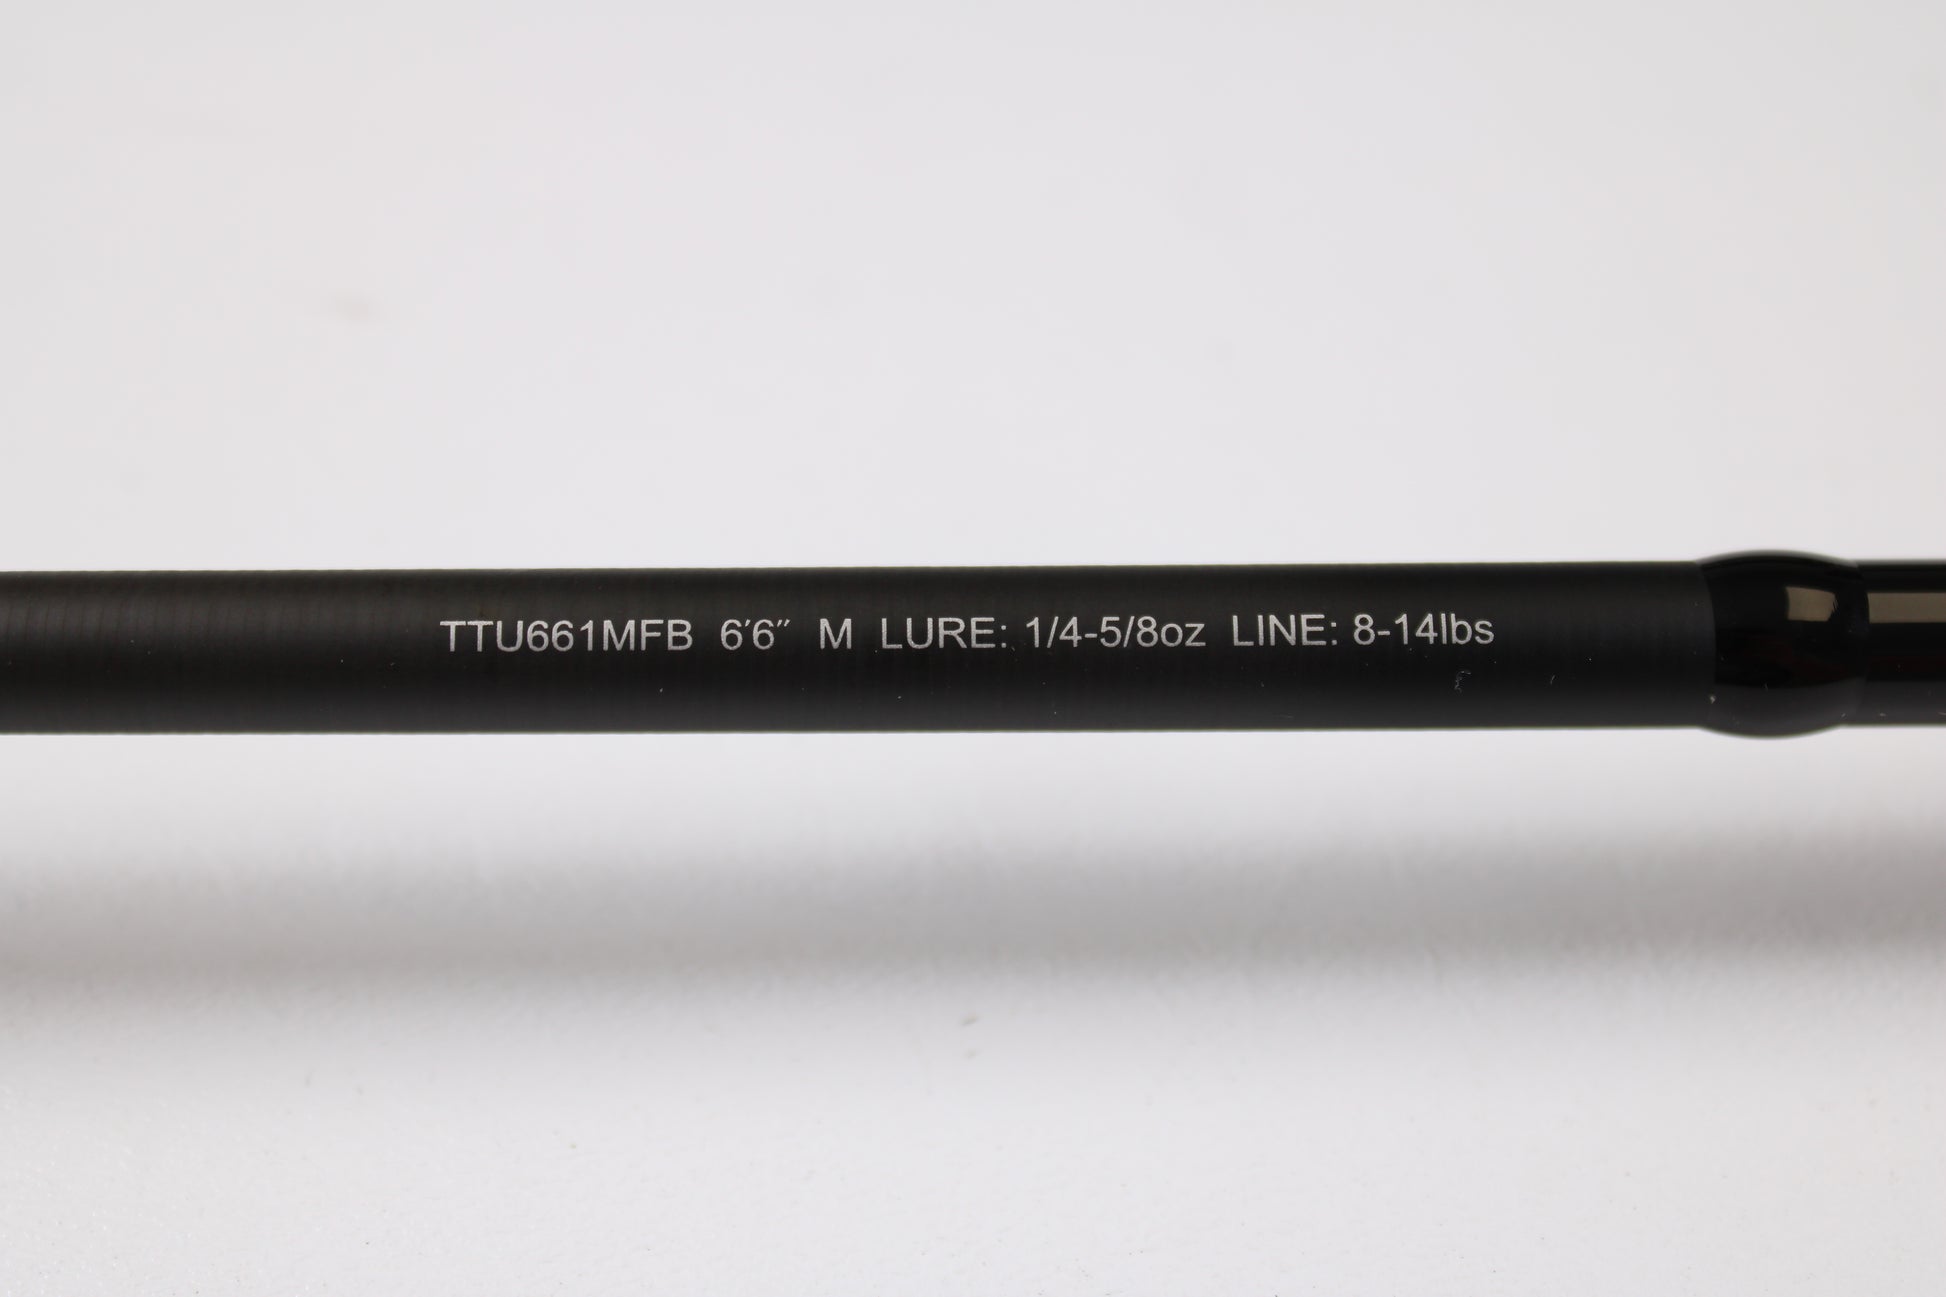 TTU661MFB 6′6″ M LURE: 1/4-5/8oz LINE: 8-14lbs